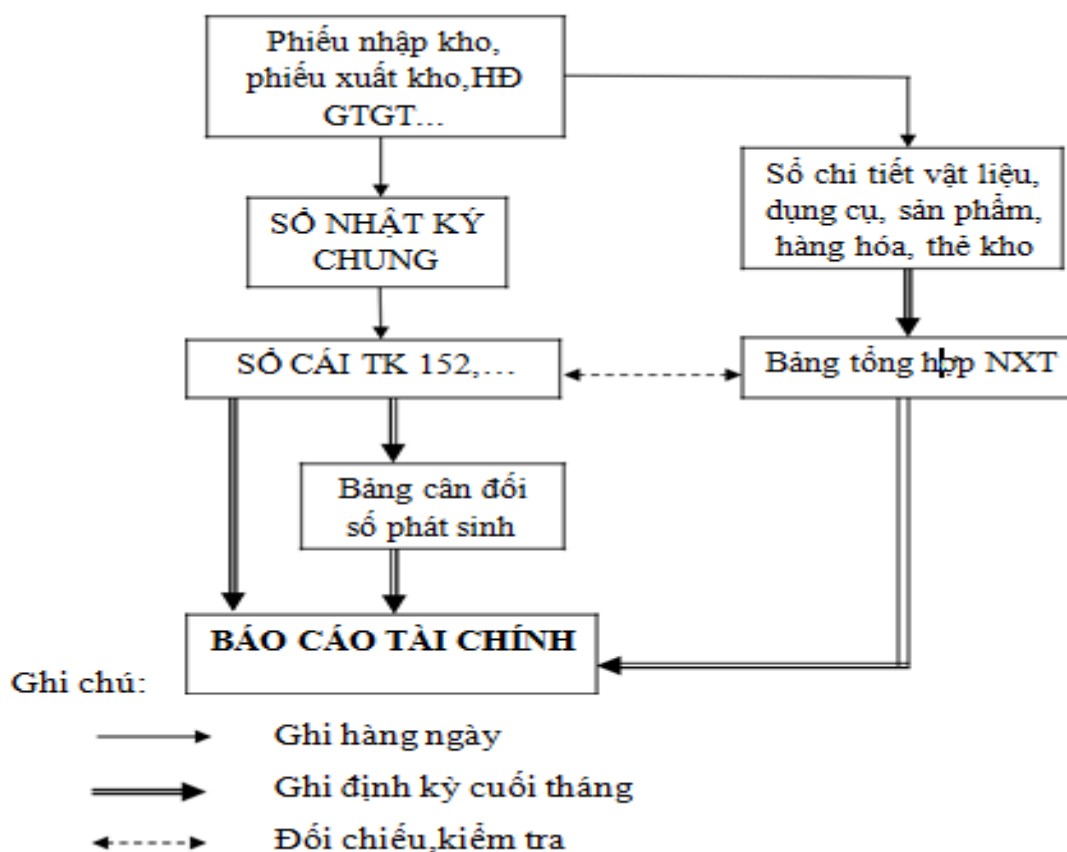 Phiếu nhập kho,
phiếu xuất kho,HĐ
GTGT...
SỔ NHẬT KÝ
CHUNG
Sổ chi tiết vật liệu,
dụng cụ, sản phẩm,
hàng hóa, thẻ kho
SỔ CÁI TK 152,...
Bảng tổng hợp NXT
Bảng cân đối
số phát sinh
BÁO CÁO TÀI CHÍNH
Ghi chú:
Ghi hàng ngày
Ghi định kỳ cuối tháng
Đối chiếu,kiểm tra